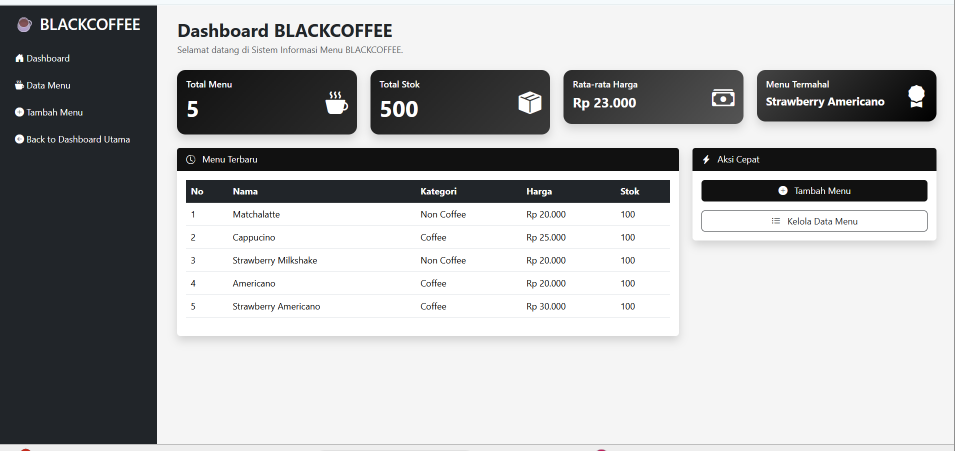 BLACKCOFFEE
Dashboard
Data Menu
Tambah Menu
Back to Dashboard Utama
Dashboard BLACKCOFFEE
Selamat datang di Sistem Informasi Menu BLACKCOFFEE.
Total Menu
5
Total Stok
500
Rata-rata Harga
Rp 23.000
Menu Termahal
Strawberry Americano
Menu Terbaru
No Nama Kategori Harga Stok
1 Matchalatte Non Coffee Rp 20.000 100
2 Cappucino Coffee Rp 25.000 100
3 Strawberry Milkshake Non Coffee Rp 20.000 100
4 Americano Coffee Rp 20.000 100
5 Strawberry Americano Coffee Rp 30.000 100
Aksi Cepat
Tambah Menu
Kelola Data Menu